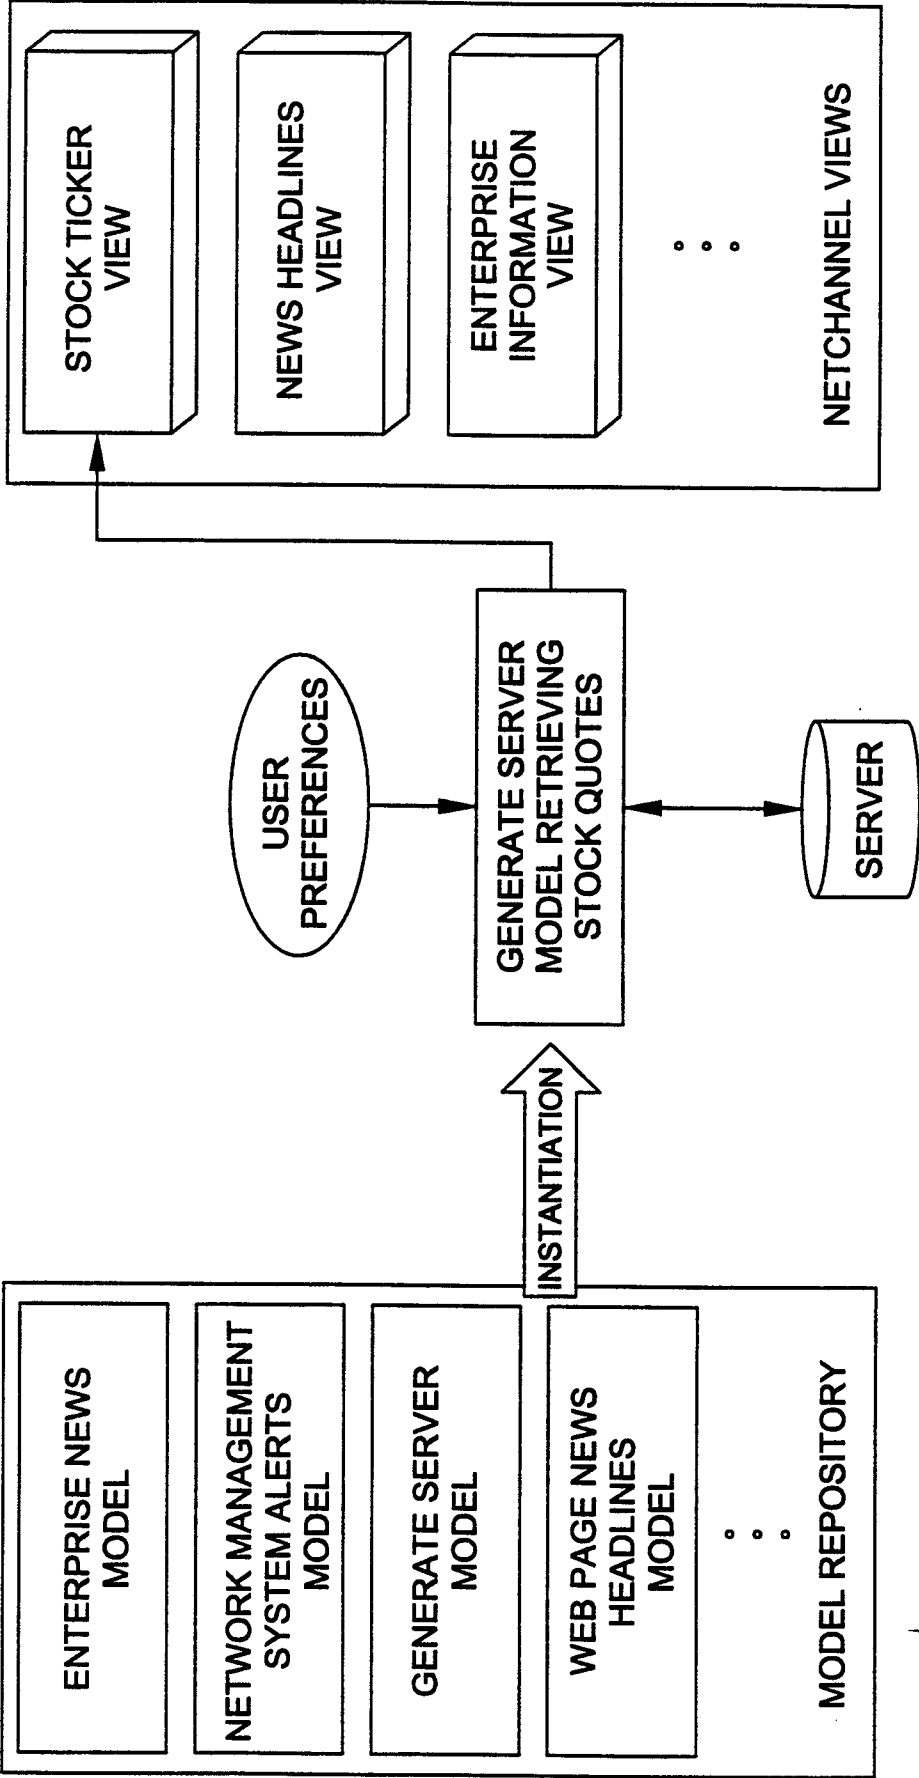 ENTERPRISE NEWS
MODEL
NETWORK MANAGEMENT
SYSTEM ALERTS
MODEL
GENERATE SERVER
MODEL
WEB PAGE NEWS
HEADLINES
MODEL
MODEL REPOSITORY
INSTANTIATION
USER
PREFERENCES
GENERATE SERVER
MODEL RETRIEVING
STOCK QUOTES
SERVER
STOCK TICKER
VIEW
NEWS HEADLINES
VIEW
ENTERPRISE
INFORMATION
VIEW
NETCHANNEL VIEWS